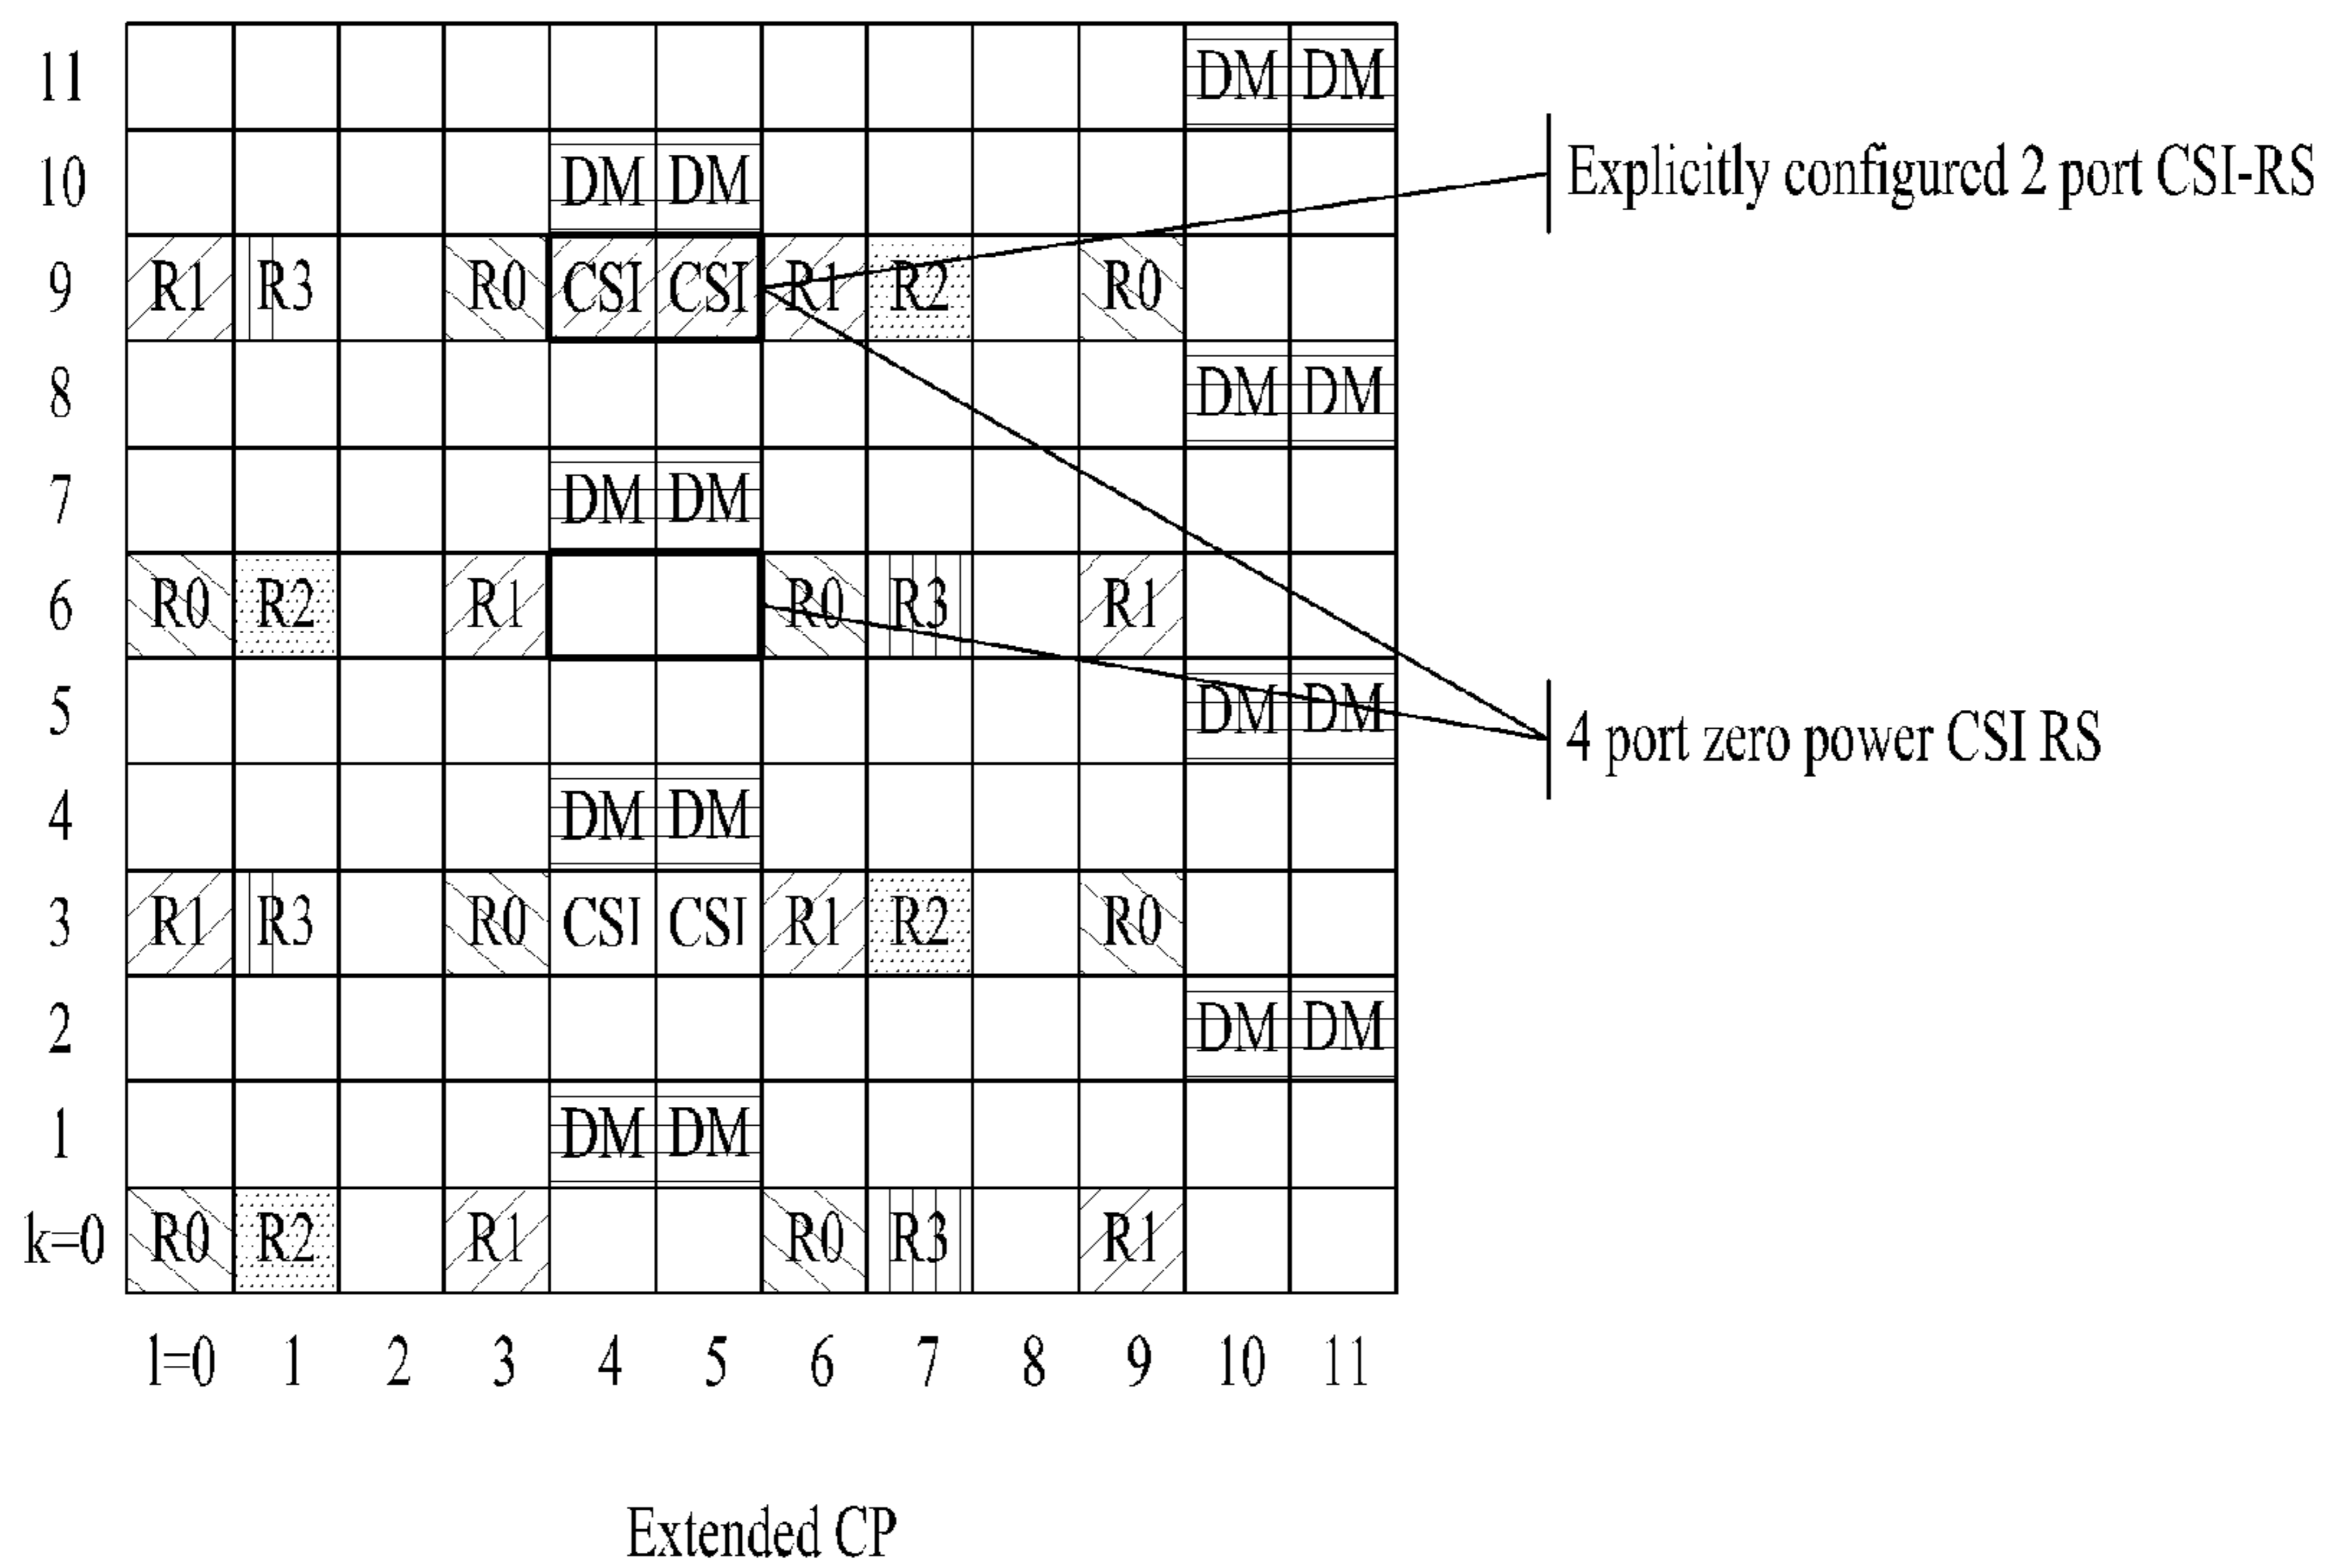 11 DM DM
Explicitly configured 2 port CSI-RS
10 DM DM
9 R1 R3 R0 CSI CSI R1 R2 R0
8 DM DM
7 DM DM
6 R0 R2 R1 R0 R3 R1
5 DM DM
4 port zero power CSI RS
4 DM DM
3 R1 R3 R0 CSI CSI R1 R2 R0
2 DM DM
1 DM DM
k=0 R0 R2 R1 R0 R3 R1
l=0 1 2 3 4 5 6 7 8 9 10 11
Extended CP